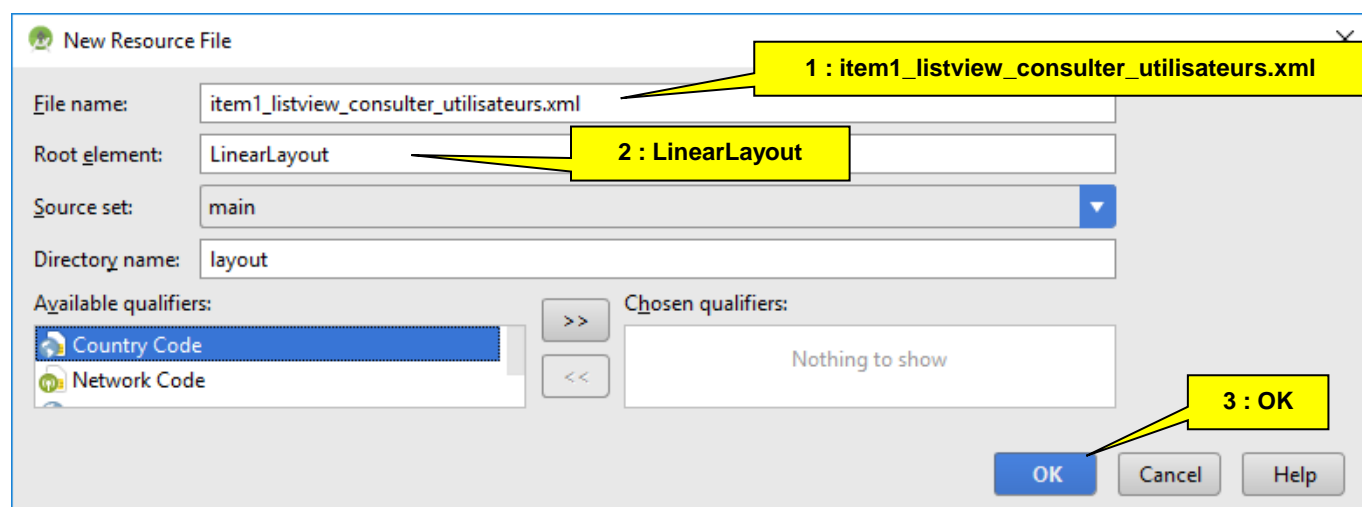 New Resource File
1 : item1_listview_consulter_utilisateurs.xml
File name: item1_listview_consulter_utilisateurs.xml
Root element: LinearLayout
2 : LinearLayout
Source set: main
Directory name: layout
Available qualifiers:
Chosen qualifiers:
>>
<<
Country Code
Network Code
Nothing to show
3 : OK
OK Cancel Help